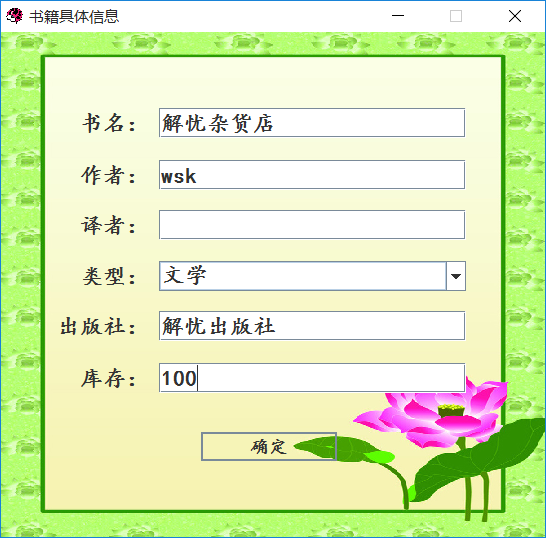 书籍具体信息
书名： 解忧杂货店
作者： wsk
译者：
类型： 文学
出版社： 解忧出版社
库存： 100
确定